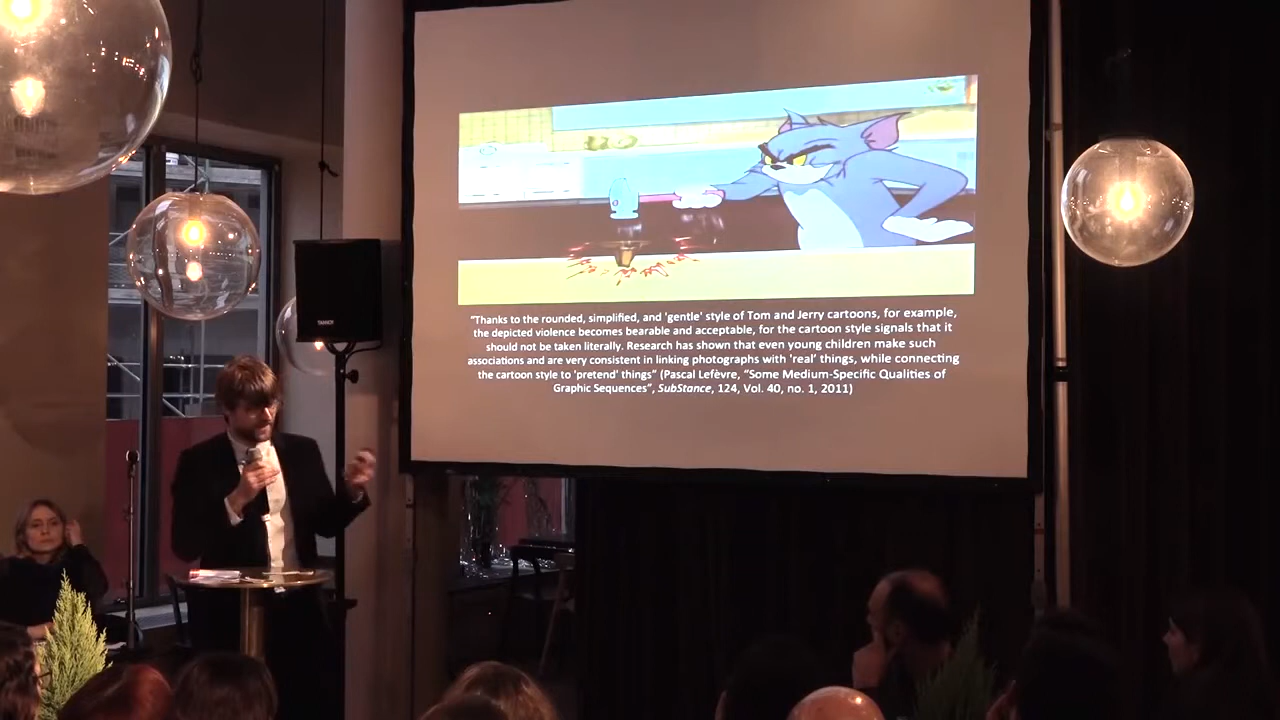 "Thanks to the rounded, simplified, and 'gentle' style of Tom and Jerry cartoons, for example,
the depicted violence becomes bearable and acceptable, for the cartoon style signals that it
should not be taken literally. Research has shown that even young children make such
associations and are very consistent in linking photographs with 'real' things, while connecting
the cartoon style to 'pretend' things" (Pascal Lefèvre, "Some Medium-Specific Qualities of
Graphic Sequences", SubStance, 124, Vol. 40, no. 1, 2011)
TANNOY